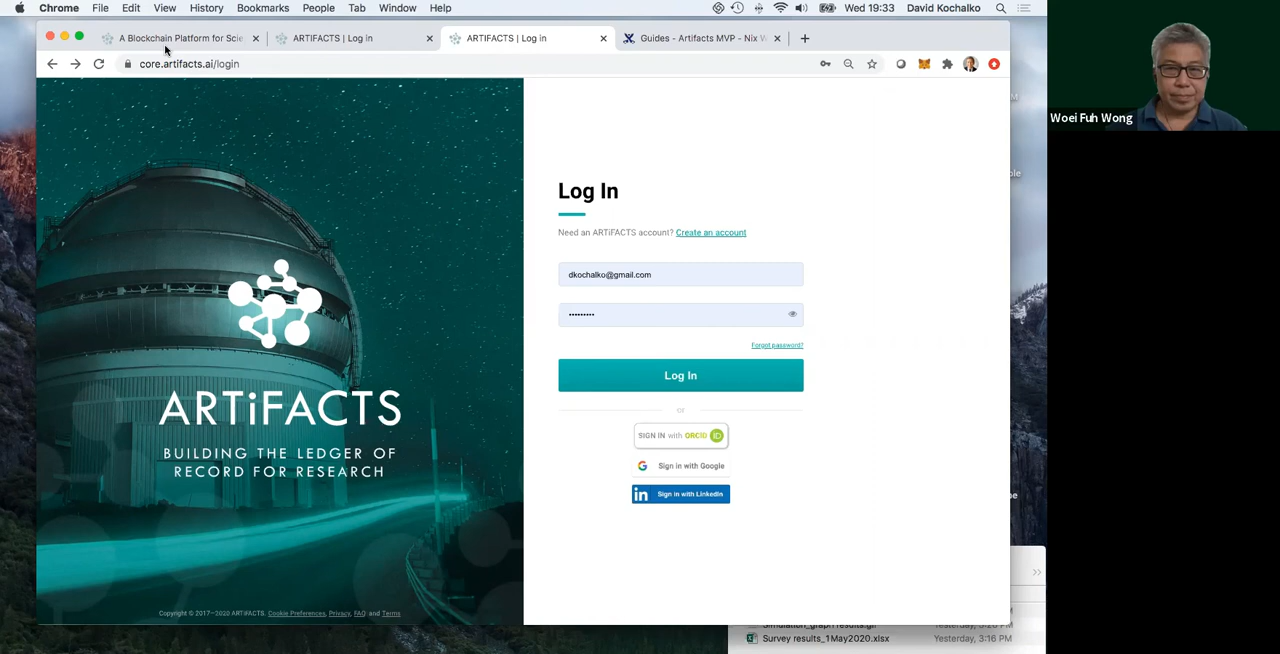 Chrome File Edit View History Bookmarks People Tab Window Help Wed 19:33 David Kochalko
A Blockchain Platform for Scie ARTIFACTS | Log in ARTIFACTS | Log in Guides - Artifacts MVP - Nix W
core.artifacts.ai/login
Woei Fuh Wong
Log In
Need an ARTiFACTS account? Create an account
dkochalko@gmail.com
•••••••••
Forgot password?
Log In
or
SIGN IN with ORCID iD
Sign in with Google
in Sign in with LinkedIn
ARTiFACTS
BUILDING THE LEDGER OF
RECORD FOR RESEARCH
Copyright © 2017—2020 ARTiFACTS. Cookie Preferences, Privacy, FAQ and Terms
Yesterday, 3:16 PM
Survey results_1May2020.xlsx